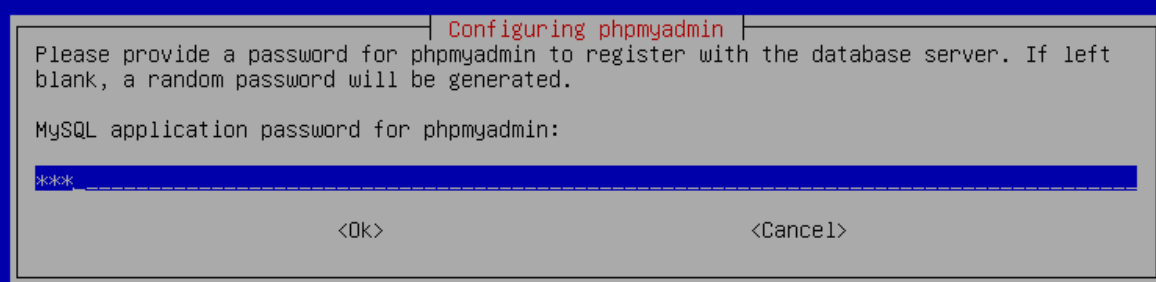 Configuring phpmyadmin
Please provide a password for phpmyadmin to register with the database server. If left
blank, a random password will be generated.
MySQL application password for phpmyadmin:
***_______________________________________________________________________________________
<Ok> <Cancel>